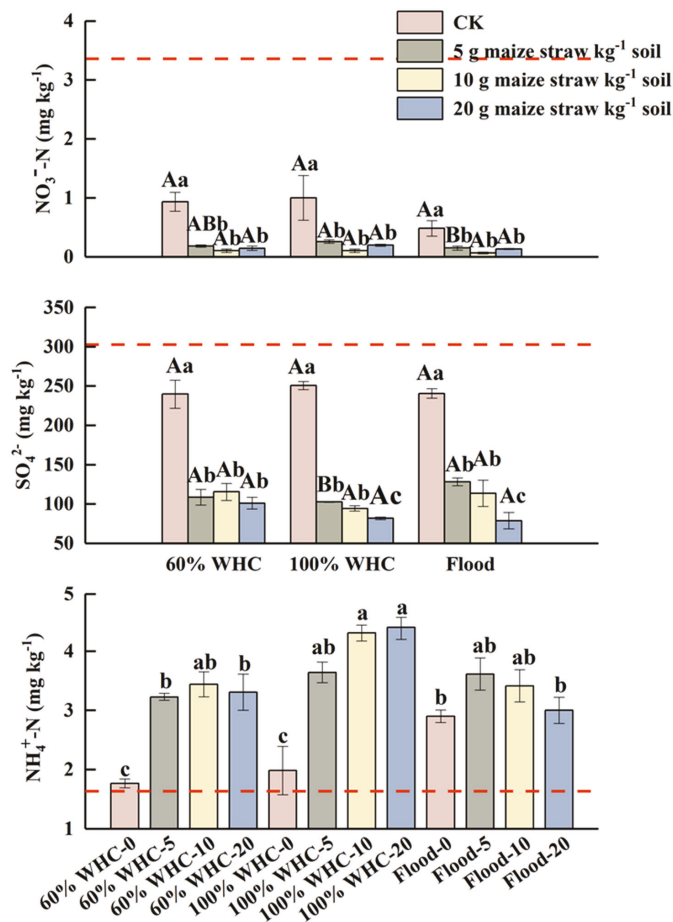 4
3
2
1
0
NO₃⁻-N (mg kg⁻¹)
CK
5 g maize straw kg⁻¹ soil
10 g maize straw kg⁻¹ soil
20 g maize straw kg⁻¹ soil
Aa
ABb
Ab
Ab
Aa
Ab
Ab
Ab
Aa
Bb
Ab
Ab
350
300
250
200
150
100
50
SO₄²⁻ (mg kg⁻¹)
Aa
Ab
Ab
Ab
Aa
Bb
Ab
Ac
Aa
Ab
Ab
Ac
60% WHC 100% WHC Flood
5
4
3
2
1
NH₄⁺-N (mg kg⁻¹)
c
b
ab
b
c
ab
a
a
b
ab
ab
b
60% WHC-0
60% WHC-5
60% WHC-10
60% WHC-20
100% WHC-0
100% WHC-5
100% WHC-10
100% WHC-20
Flood-0
Flood-5
Flood-10
Flood-20